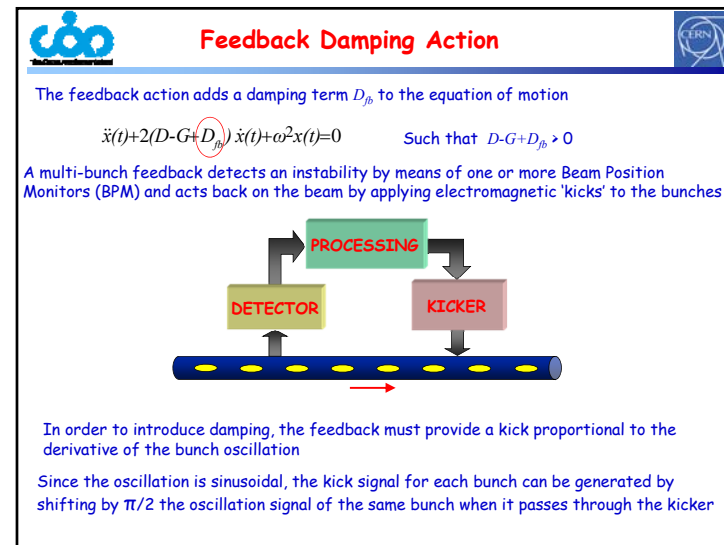 Feedback Damping Action
CERN
The feedback action adds a damping term D_fb to the equation of motion
ẍ(t)+2(D-G+D_fb) ẋ(t)+ω²x(t)=0
Such that D-G+D_fb > 0
A multi-bunch feedback detects an instability by means of one or more Beam Position
Monitors (BPM) and acts back on the beam by applying electromagnetic ‘kicks’ to the bunches
PROCESSING
DETECTOR
KICKER
In order to introduce damping, the feedback must provide a kick proportional to the
derivative of the bunch oscillation
Since the oscillation is sinusoidal, the kick signal for each bunch can be generated by
shifting by π/2 the oscillation signal of the same bunch when it passes through the kicker